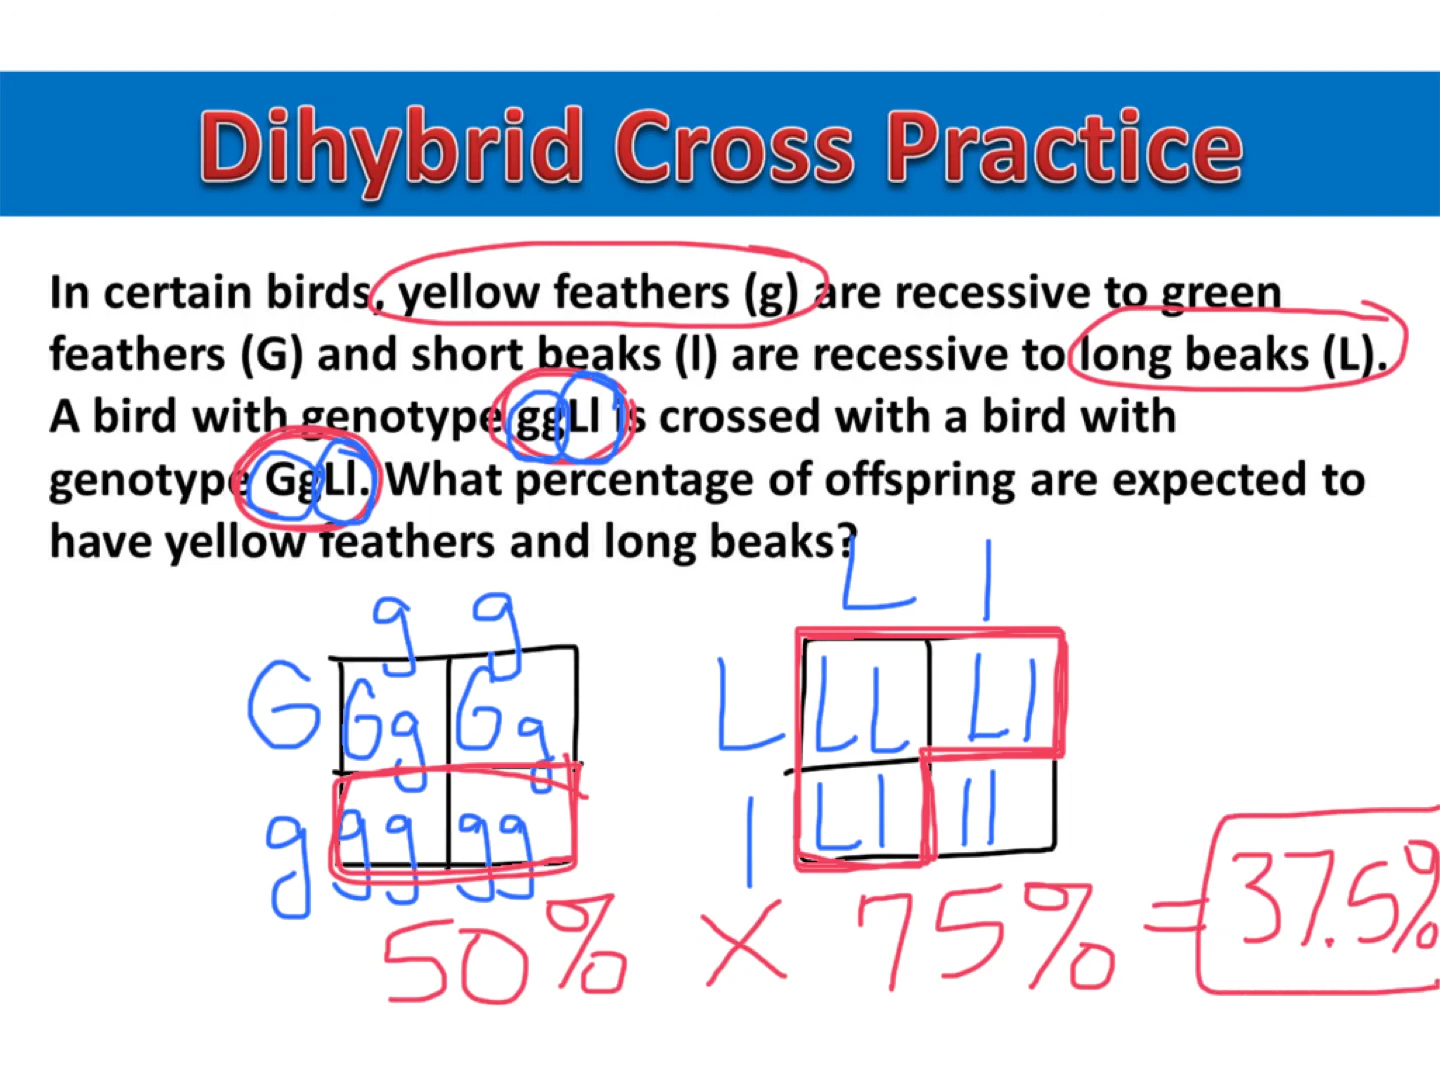 Dihybrid Cross Practice
In certain birds, yellow feathers (g) are recessive to green
feathers (G) and short beaks (l) are recessive to long beaks (L).
A bird with genotype ggLl is crossed with a bird with
genotype GgLl. What percentage of offspring are expected to
have yellow feathers and long beaks?
g g
G Gg Gg
g gg gg
L l
L LL Ll
l Ll ll
50% × 75% = 37.5%